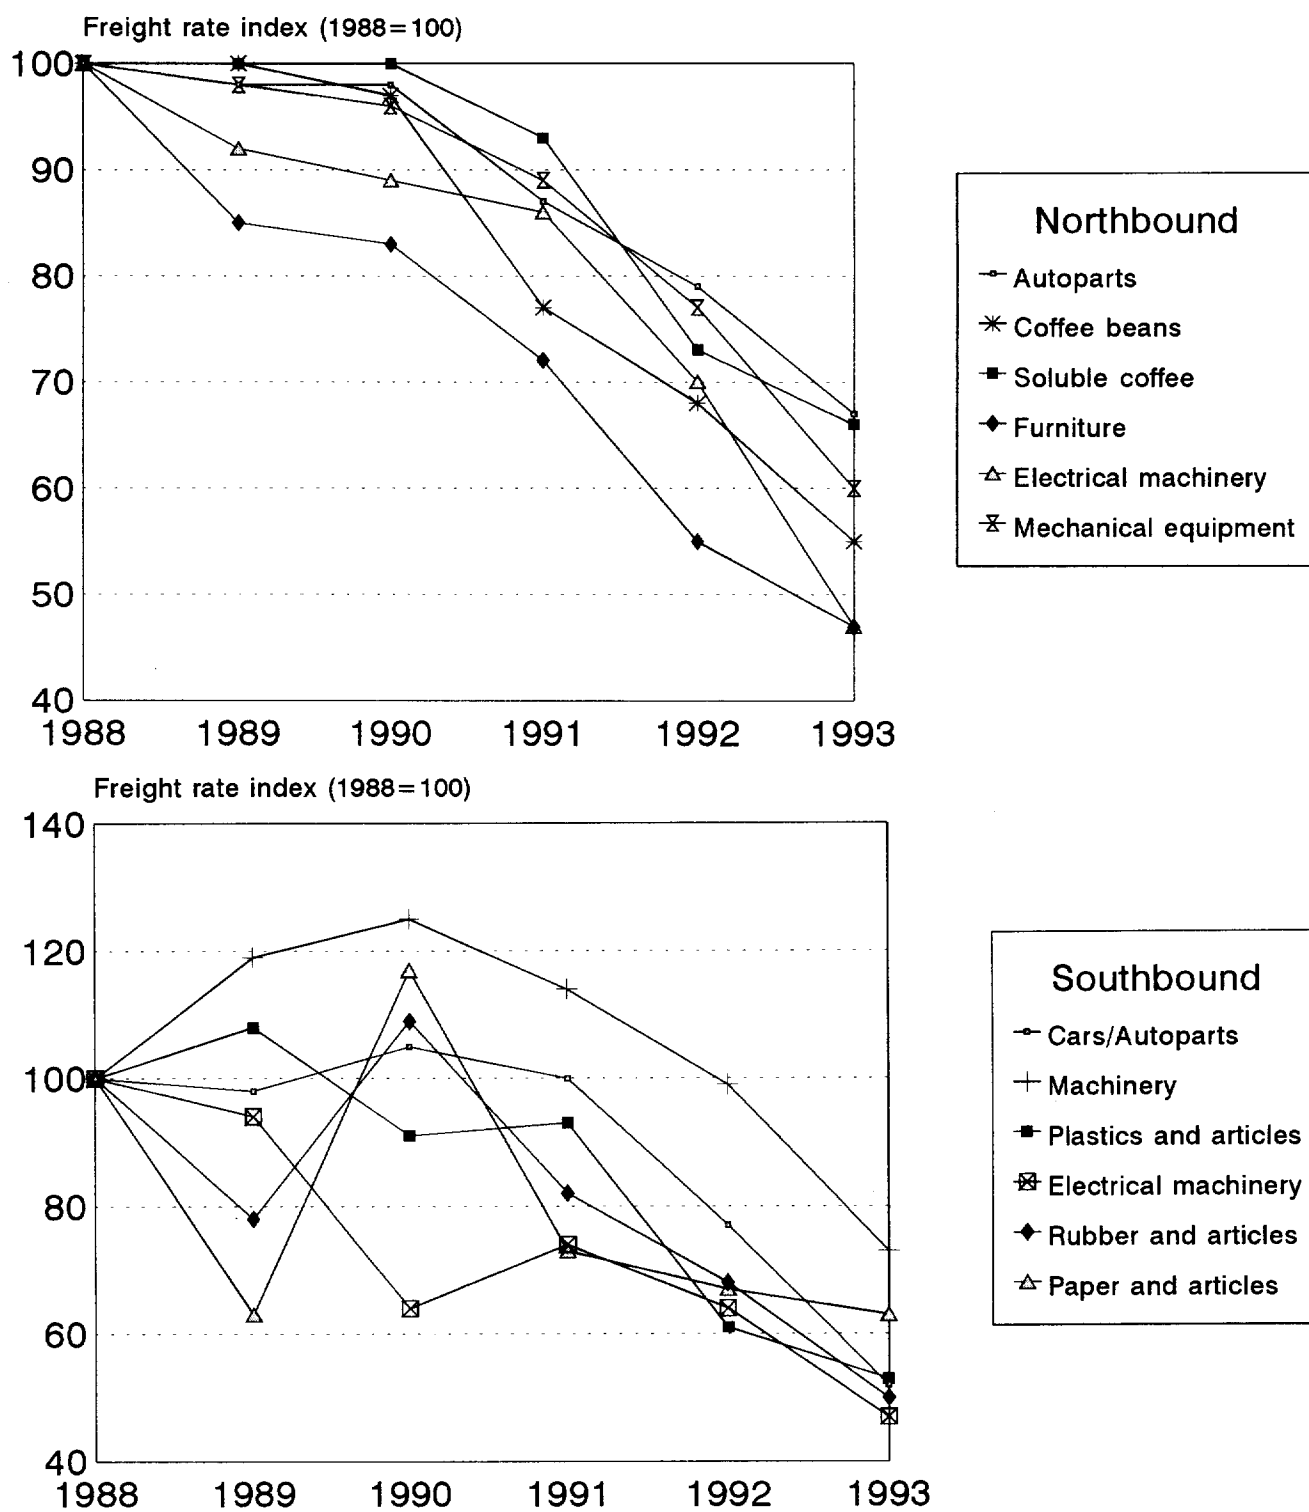 Freight rate index (1988=100)
100
90
80
70
60
50
40
1988 1989 1990 1991 1992 1993
Northbound
Autoparts
Coffee beans
Soluble coffee
Furniture
Electrical machinery
Mechanical equipment
Freight rate index (1988=100)
140
120
100
80
60
40
1988 1989 1990 1991 1992 1993
Southbound
Cars/Autoparts
Machinery
Plastics and articles
Electrical machinery
Rubber and articles
Paper and articles